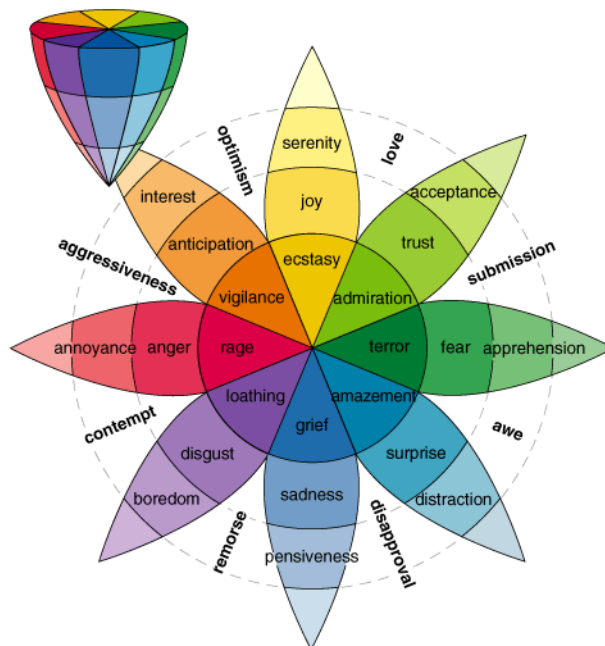 optimism
serenity
love
interest
joy
acceptance
anticipation
trust
ecstasy
aggressiveness
submission
vigilance
admiration
annoyance
anger
rage
terror
fear
apprehension
loathing
amazement
contempt
grief
awe
disgust
surprise
boredom
sadness
distraction
remorse
disapproval
pensiveness